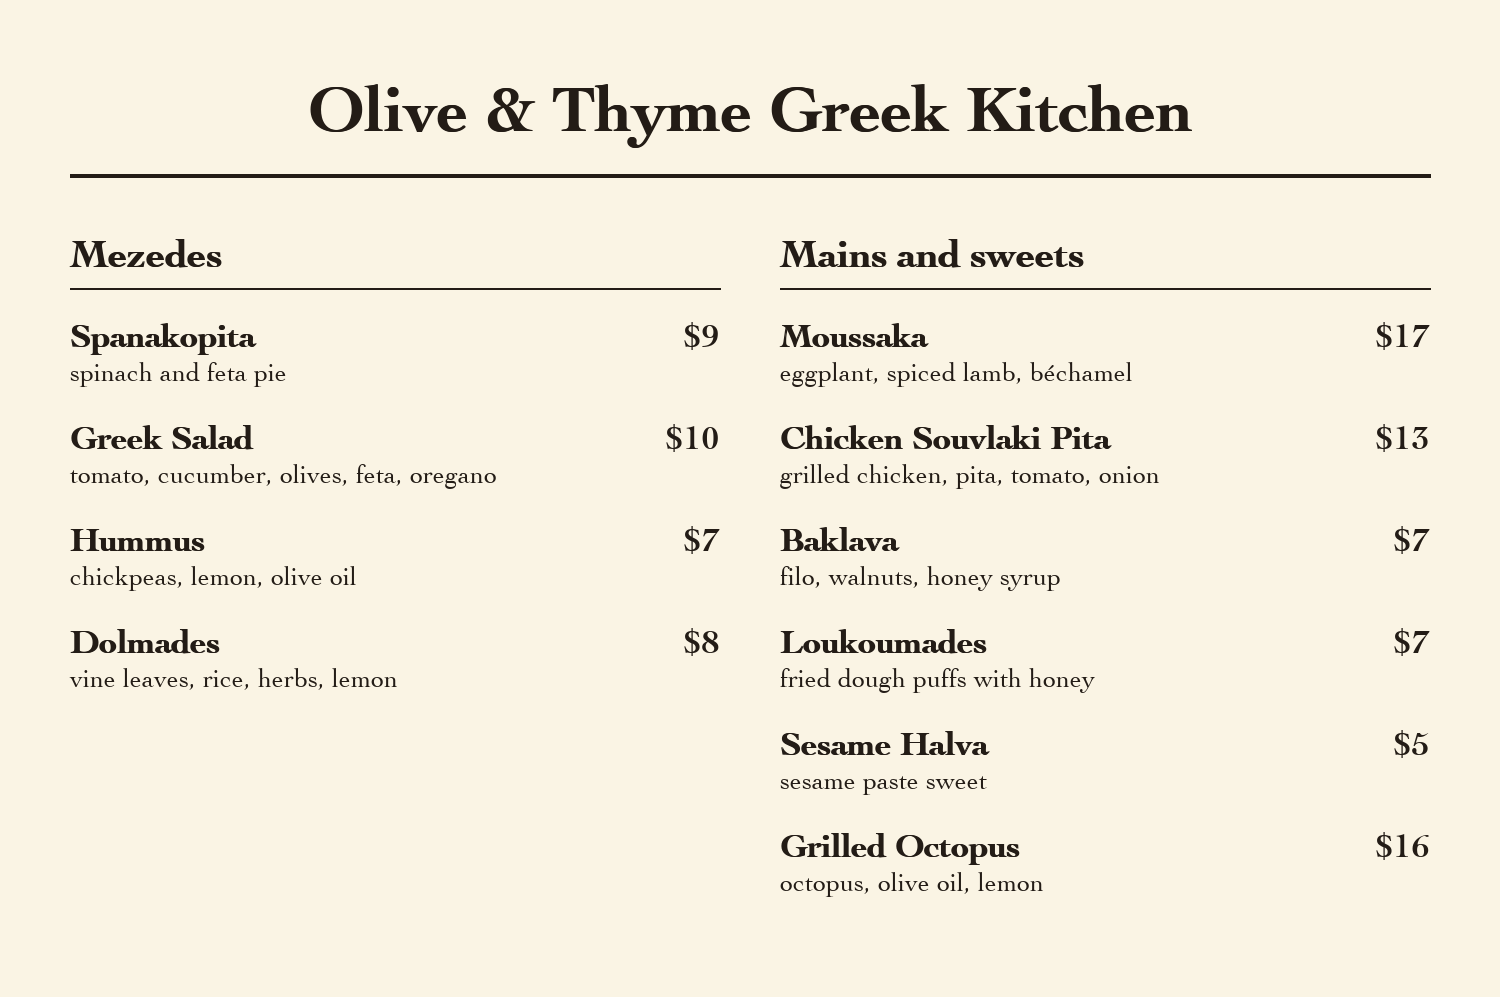 Olive & Thyme Greek Kitchen
Mezedes
Spanakopita $9
spinach and feta pie
Greek Salad $10
tomato, cucumber, olives, feta, oregano
Hummus $7
chickpeas, lemon, olive oil
Dolmades $8
vine leaves, rice, herbs, lemon
Mains and sweets
Moussaka $17
eggplant, spiced lamb, béchamel
Chicken Souvlaki Pita $13
grilled chicken, pita, tomato, onion
Baklava $7
filo, walnuts, honey syrup
Loukoumades $7
fried dough puffs with honey
Sesame Halva $5
sesame paste sweet
Grilled Octopus $16
octopus, olive oil, lemon